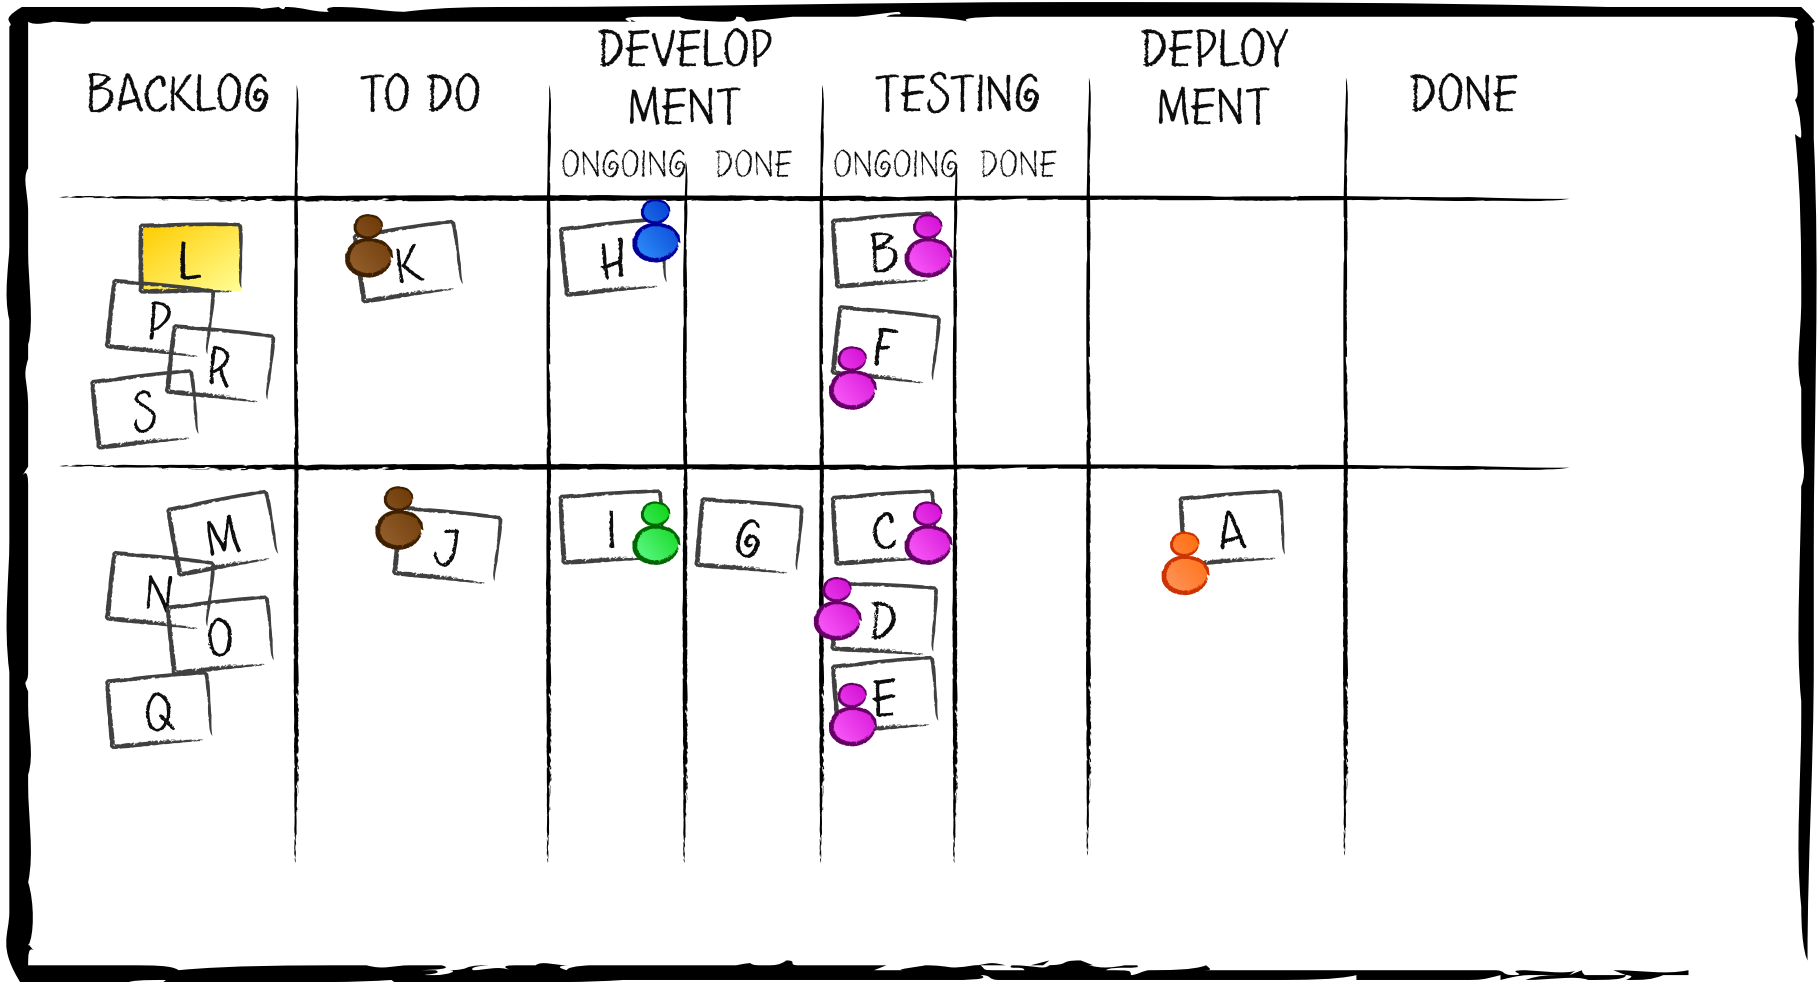 BACKLOG
TO DO
DEVELOP
MENT
TESTING
DEPLOY
MENT
DONE
ONGOING DONE
ONGOING DONE
L
P
R
S
K
H
B
F
M
N
O
Q
J
I
G
C
D
E
A